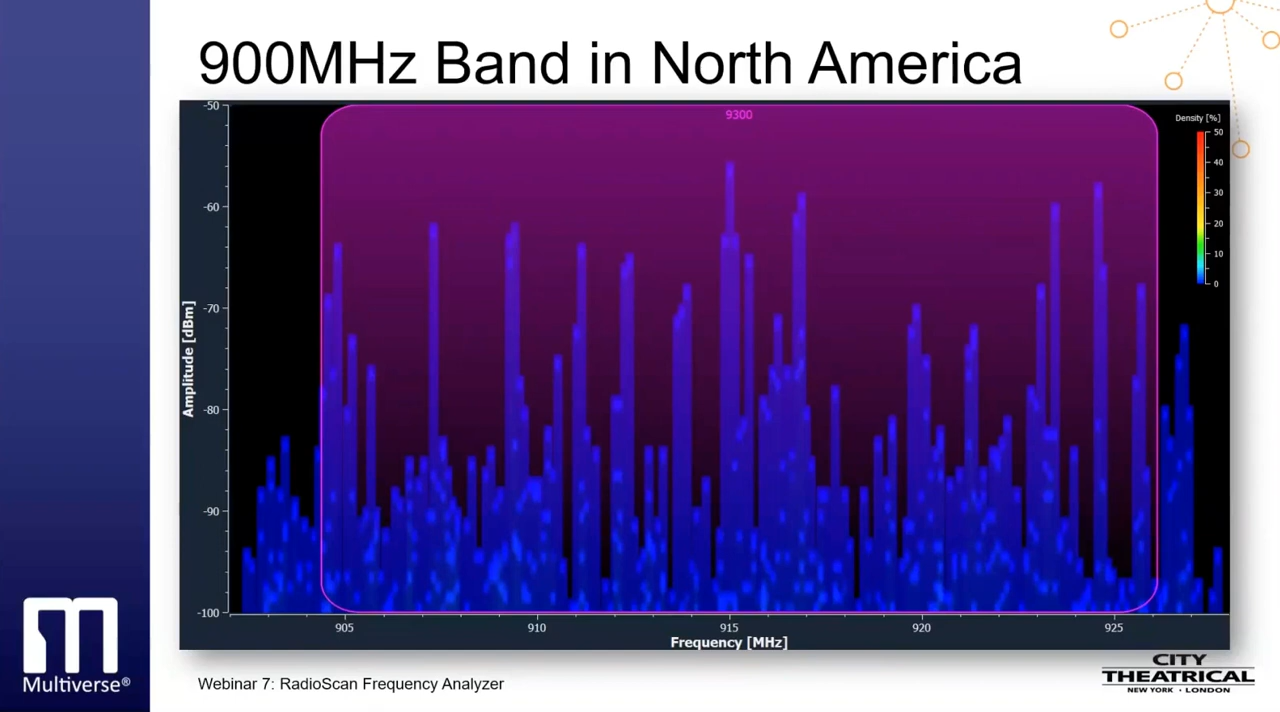 900MHz Band in North America
9300
Density [%]
50
40
30
20
10
0
Amplitude [dBm]
-50
-60
-70
-80
-90
-100
905 910 915 920 925
Frequency [MHz]
Multiverse®
Webinar 7: RadioScan Frequency Analyzer
CITY
THEATRICAL
NEW YORK • LONDON